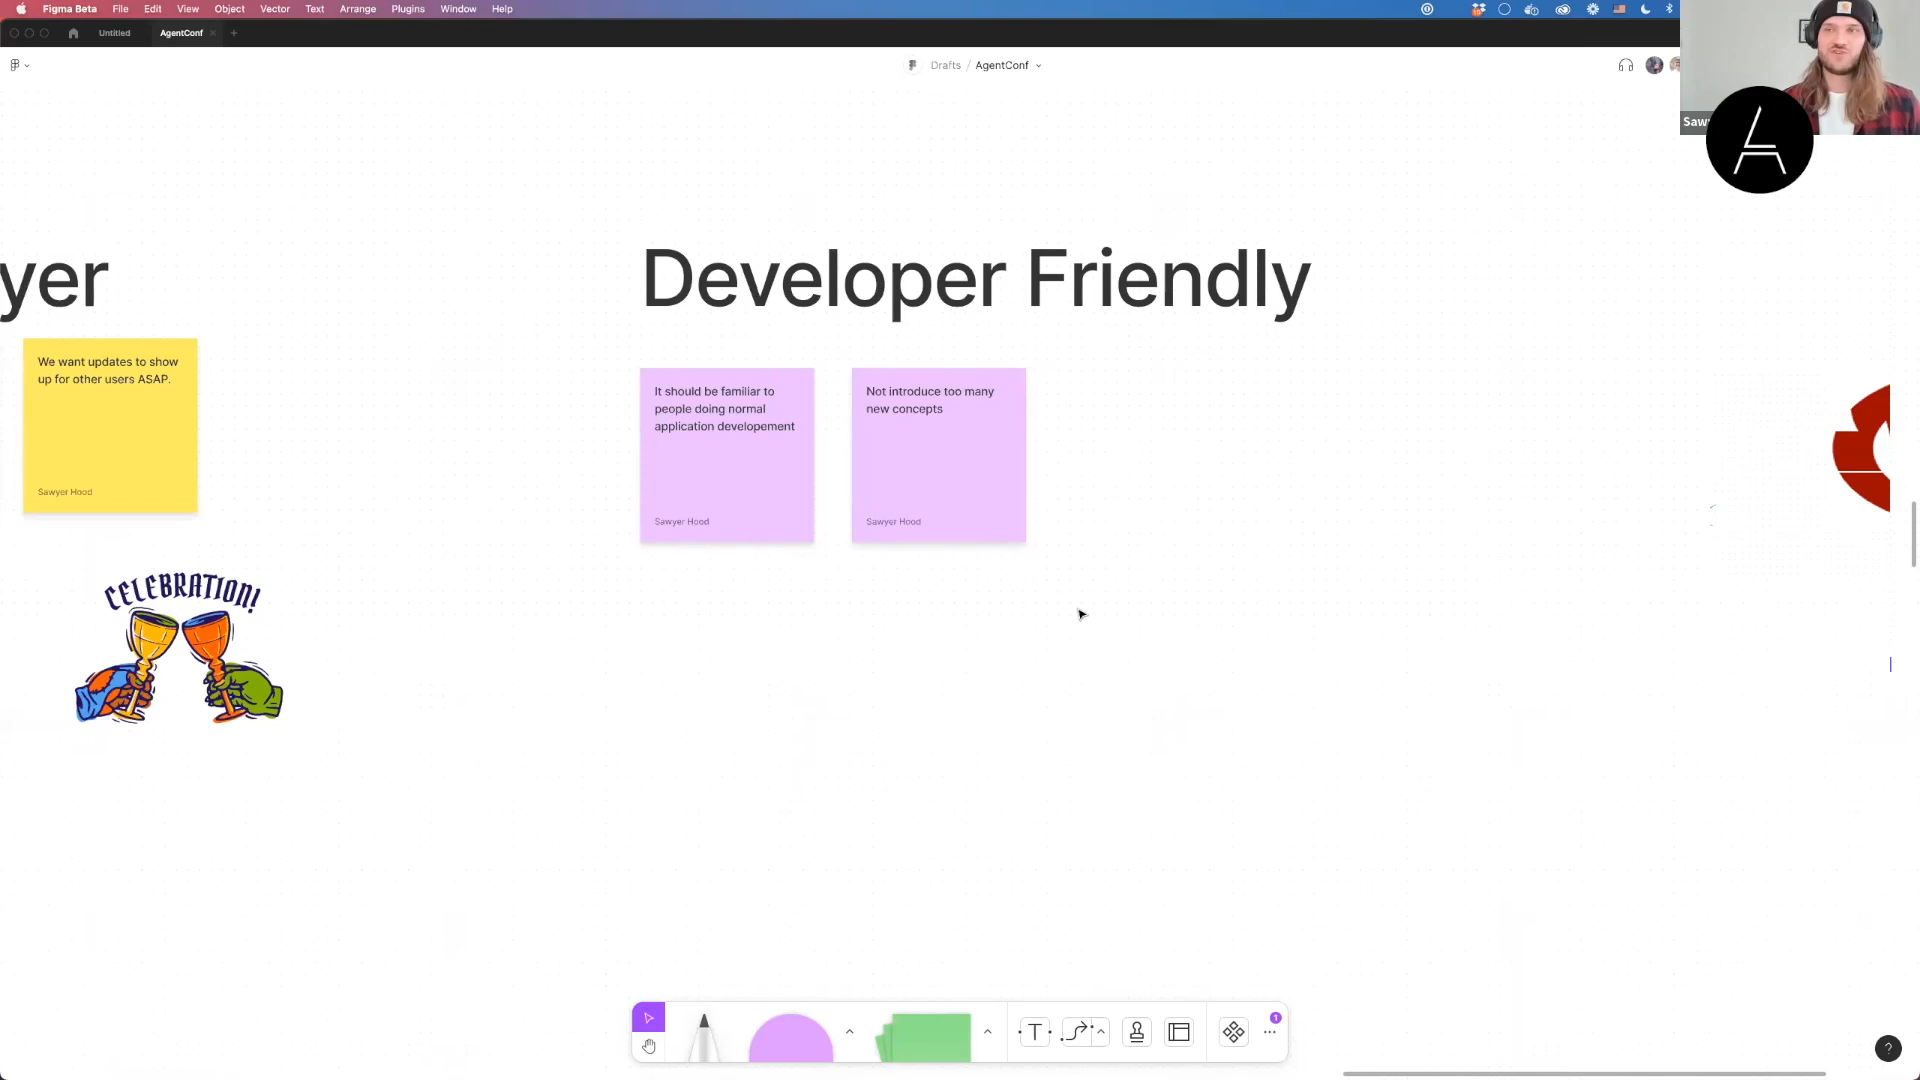 Figma Beta File Edit View Object Vector Text Arrange Plugins Window Help
Untitled AgentConf
Drafts / AgentConf
Saw
yer
Developer Friendly
We want updates to show
up for other users ASAP.
Sawyer Hood
It should be familiar to
people doing normal
application developement
Sawyer Hood
Not introduce too many
new concepts
Sawyer Hood
CELEBRATION!
T
1
?